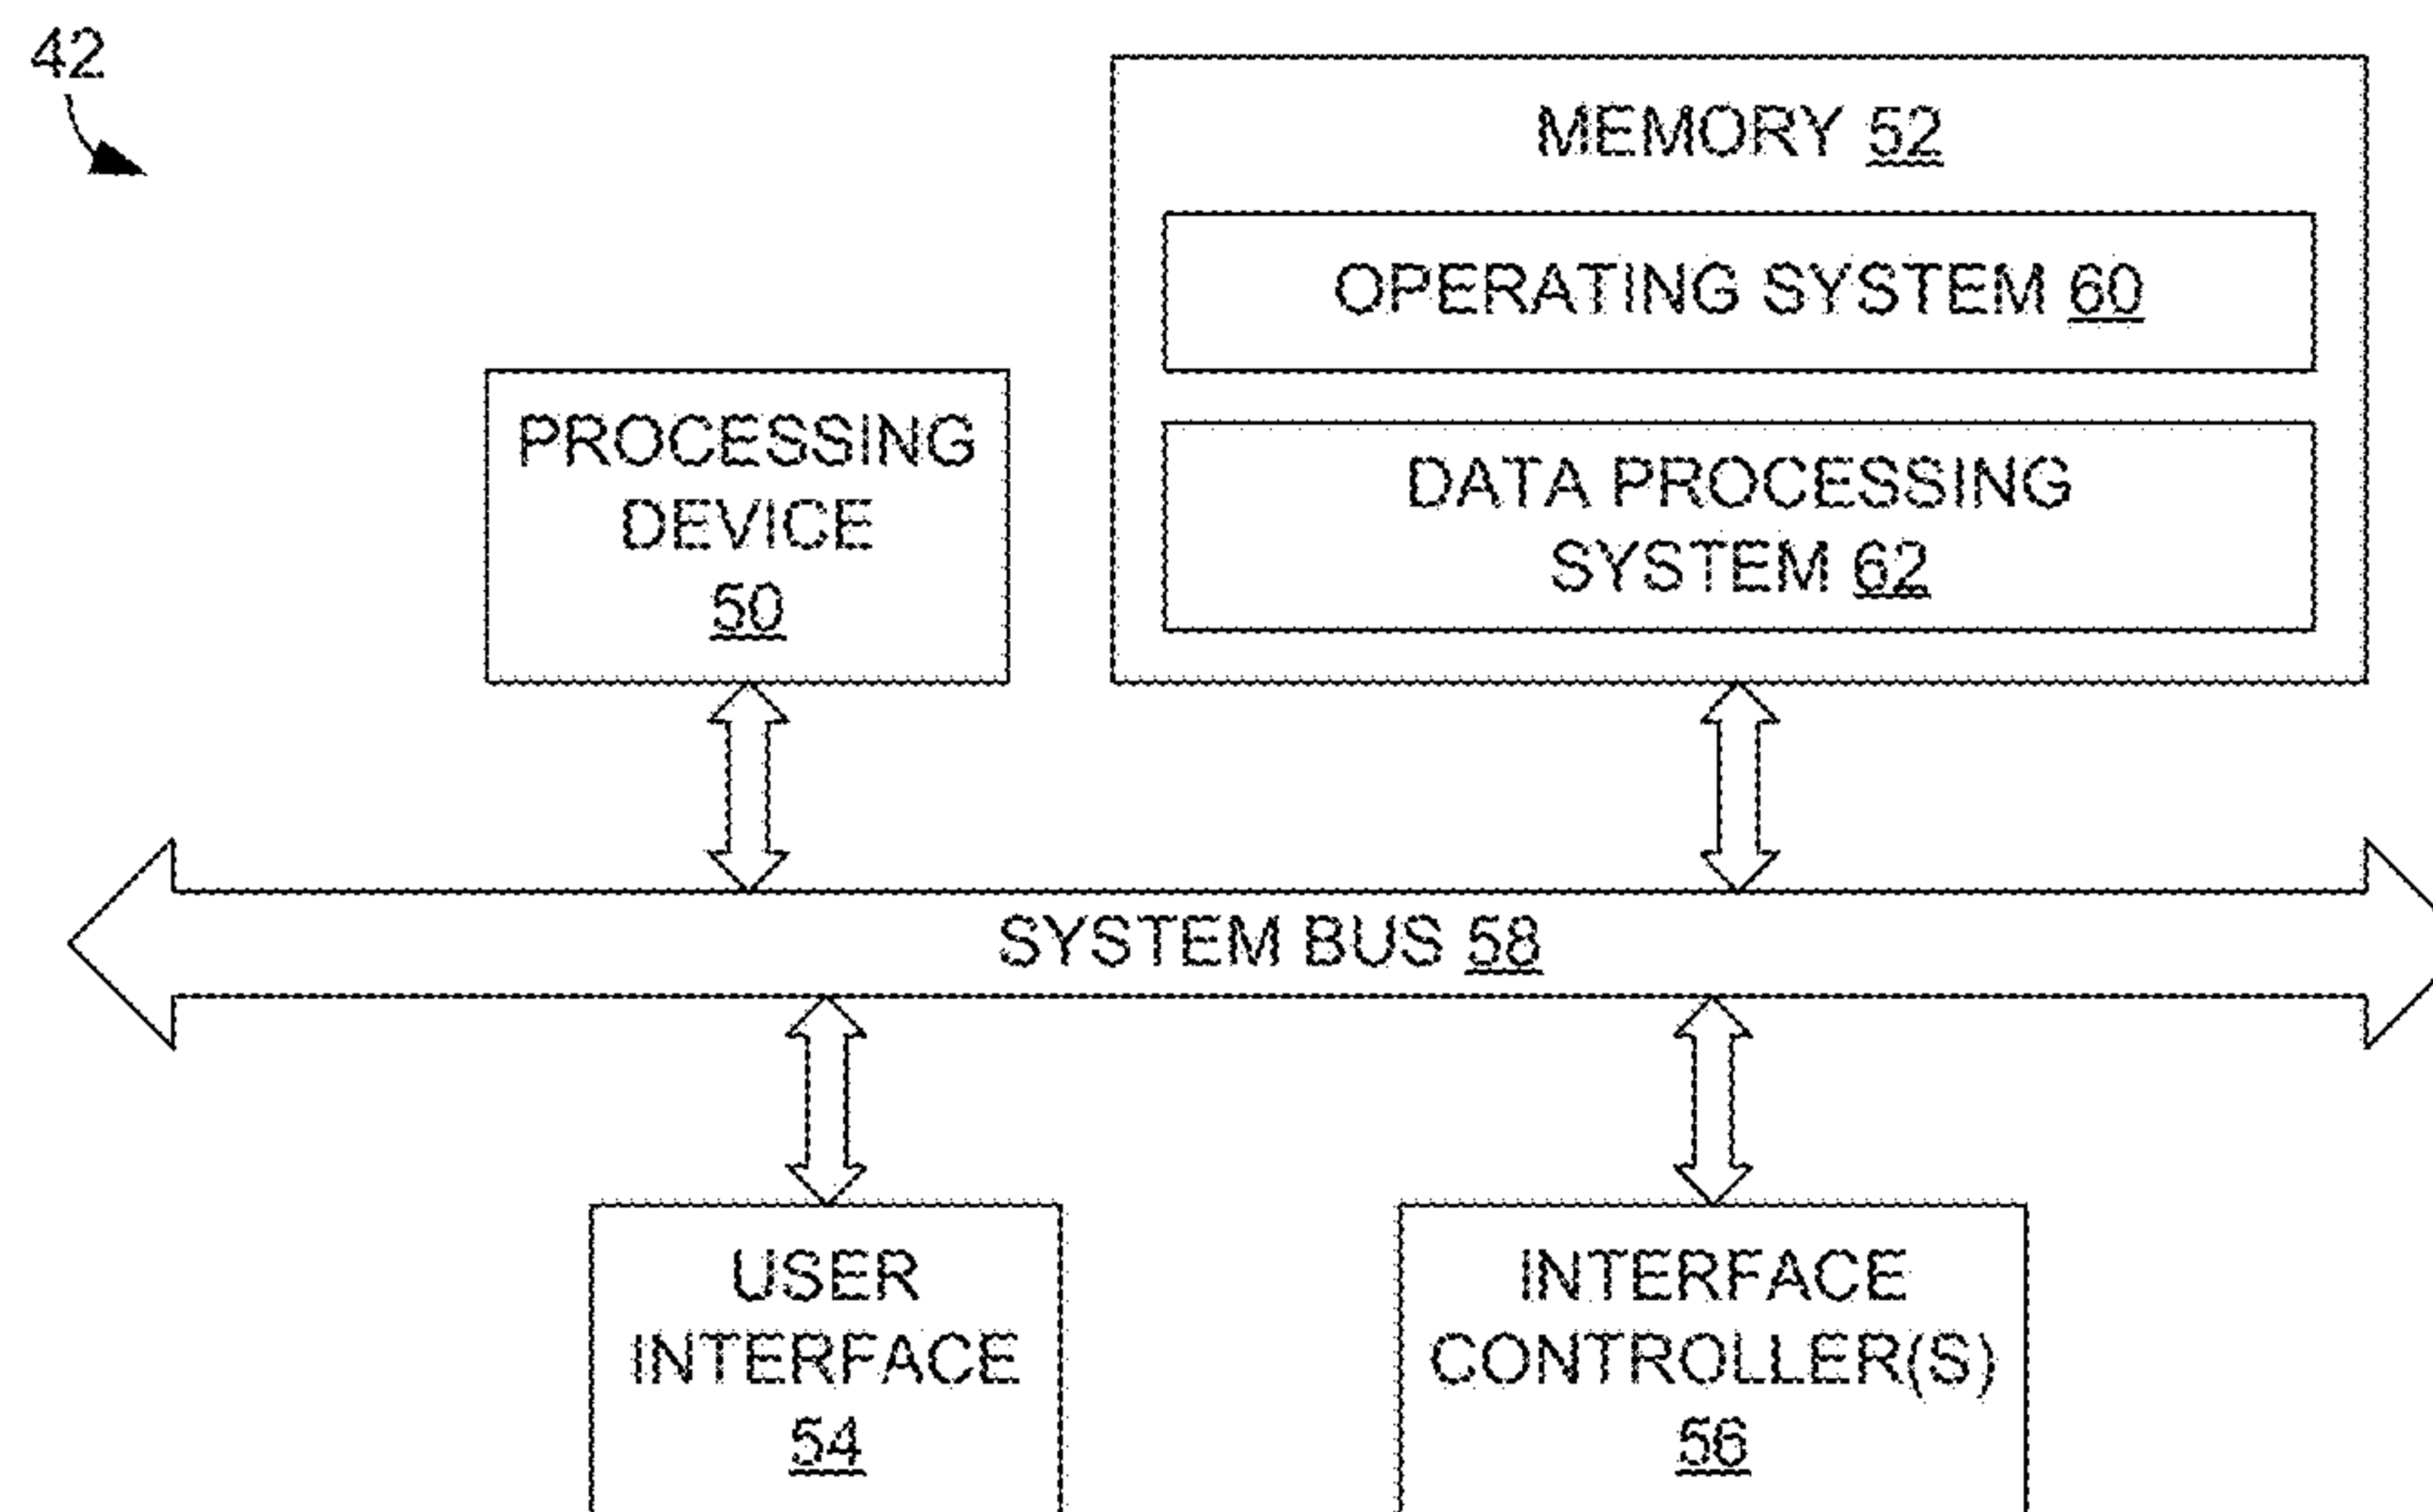 42
MEMORY 52
OPERATING SYSTEM 60
PROCESSING
DEVICE
50
DATA PROCESSING
SYSTEM 62
SYSTEM BUS 58
USER
INTERFACE
54
INTERFACE
CONTROLLER(S)
56